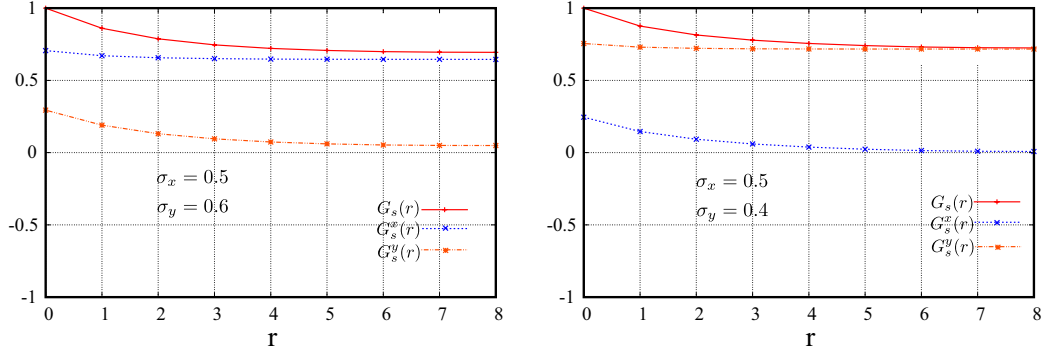 1
0.5
0
-0.5
-1
0 1 2 3 4 5 6 7 8
r
σ_x = 0.5
σ_y = 0.6
G_s(r)
G_s^x(r)
G_s^y(r)
1
0.5
0
-0.5
-1
0 1 2 3 4 5 6 7 8
r
σ_x = 0.5
σ_y = 0.4
G_s(r)
G_s^x(r)
G_s^y(r)